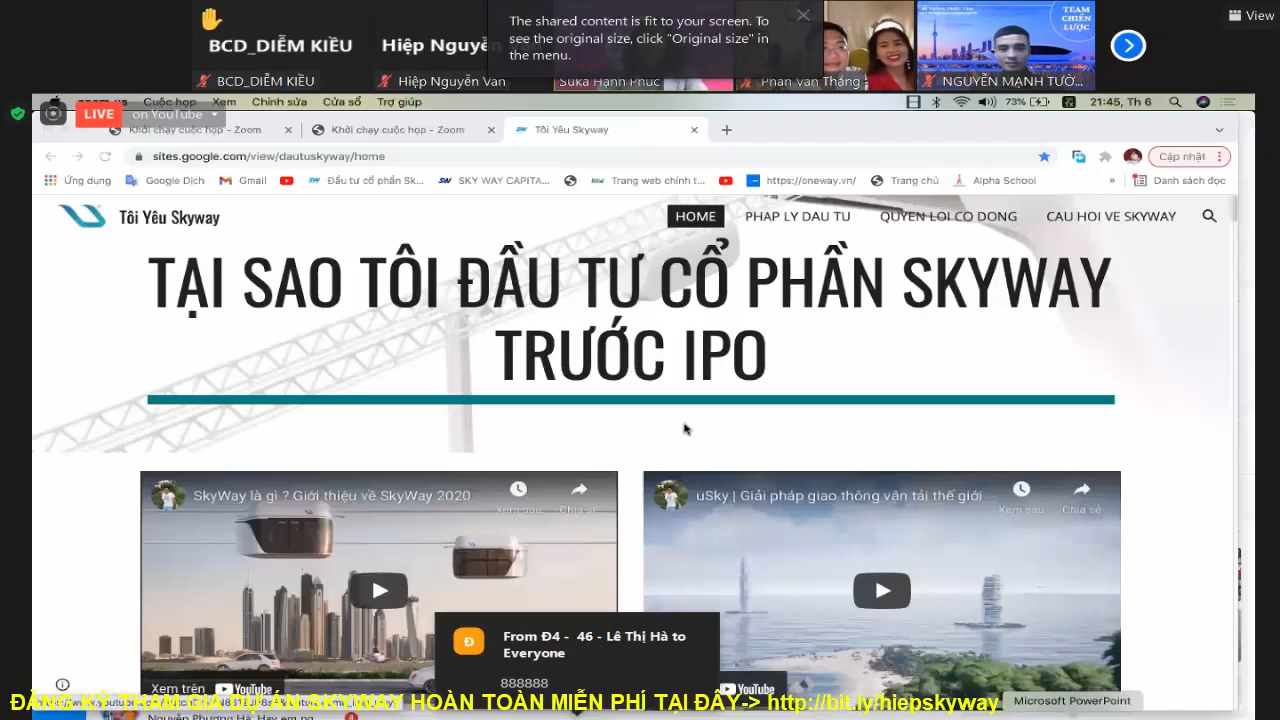 BCD_DIỄM KIỀU
Hiệp Nguyễn
The shared content is fit to your screen. To
see the original size, click "Original size" in
the menu.
TEAM
CHIẾN
LƯỢC
View
BCD_DIỄM KIỀU
Hiệp Nguyễn Van
Suka Hạnh Phúc
Phan Văn Thắng
NGUYỄN MẠNH TƯỜ...
zoom.us Cuộc họp Xem Chỉnh sửa Cửa sổ Trợ giúp
73%
21:45, Th 6
LIVE
on YouTube
Khởi chạy cuộc họp - Zoom
Khởi chạy cuộc họp - Zoom
Tôi Yêu Skyway
sites.google.com/view/dautuskyway/home
Cập nhật
Ứng dụng
Google Dịch
Gmail
Đầu tư cổ phần Sk...
SKY WAY CAPITA...
Trang web chính t...
https://oneway.vn/
Trang chủ
Alpha School
»
Danh sách đọc
Tôi Yêu Skyway
HOME
PHAP LY DAU TU
QUYEN LOI CO DONG
CAU HOI VE SKYWAY
TẠI SAO TÔI ĐẦU TƯ CỔ PHẦN SKYWAY
TRƯỚC IPO
SkyWay là gì ? Giới thiệu về SkyWay 2020
Xem sau
Chia sẻ
uSky | Giải pháp giao thông vận tải thế giới
Xem sau
Chia sẻ
Đ
From Đ4 - 46 - Lê Thị Hà to
Everyone
888888
Xem trên YouTube
YouTube
Microsoft PowerPoint
ĐĂNG KÝ THAM GIA DỰ ÁN SKYWAY HOÀN TOÀN MIỄN PHÍ TẠI ĐÂY-> http://bit.ly/hiepskyway